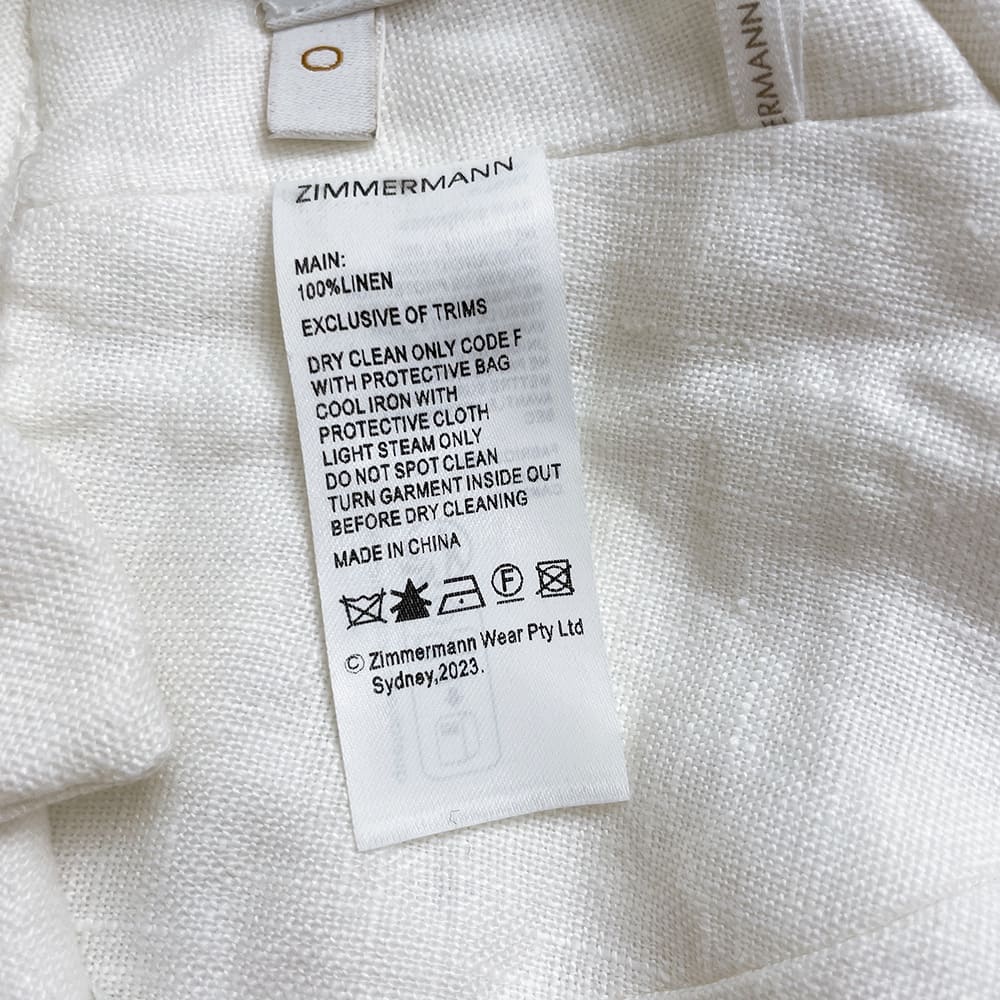 0
ERMANN
ZIMMERMANN
MAIN:
100%LINEN
EXCLUSIVE OF TRIMS
DRY CLEAN ONLY CODE F
WITH PROTECTIVE BAG
COOL IRON WITH
PROTECTIVE CLOTH
LIGHT STEAM ONLY
DO NOT SPOT CLEAN
TURN GARMENT INSIDE OUT
BEFORE DRY CLEANING
MADE IN CHINA
F
© Zimmermann Wear Pty Ltd
Sydney,2023.